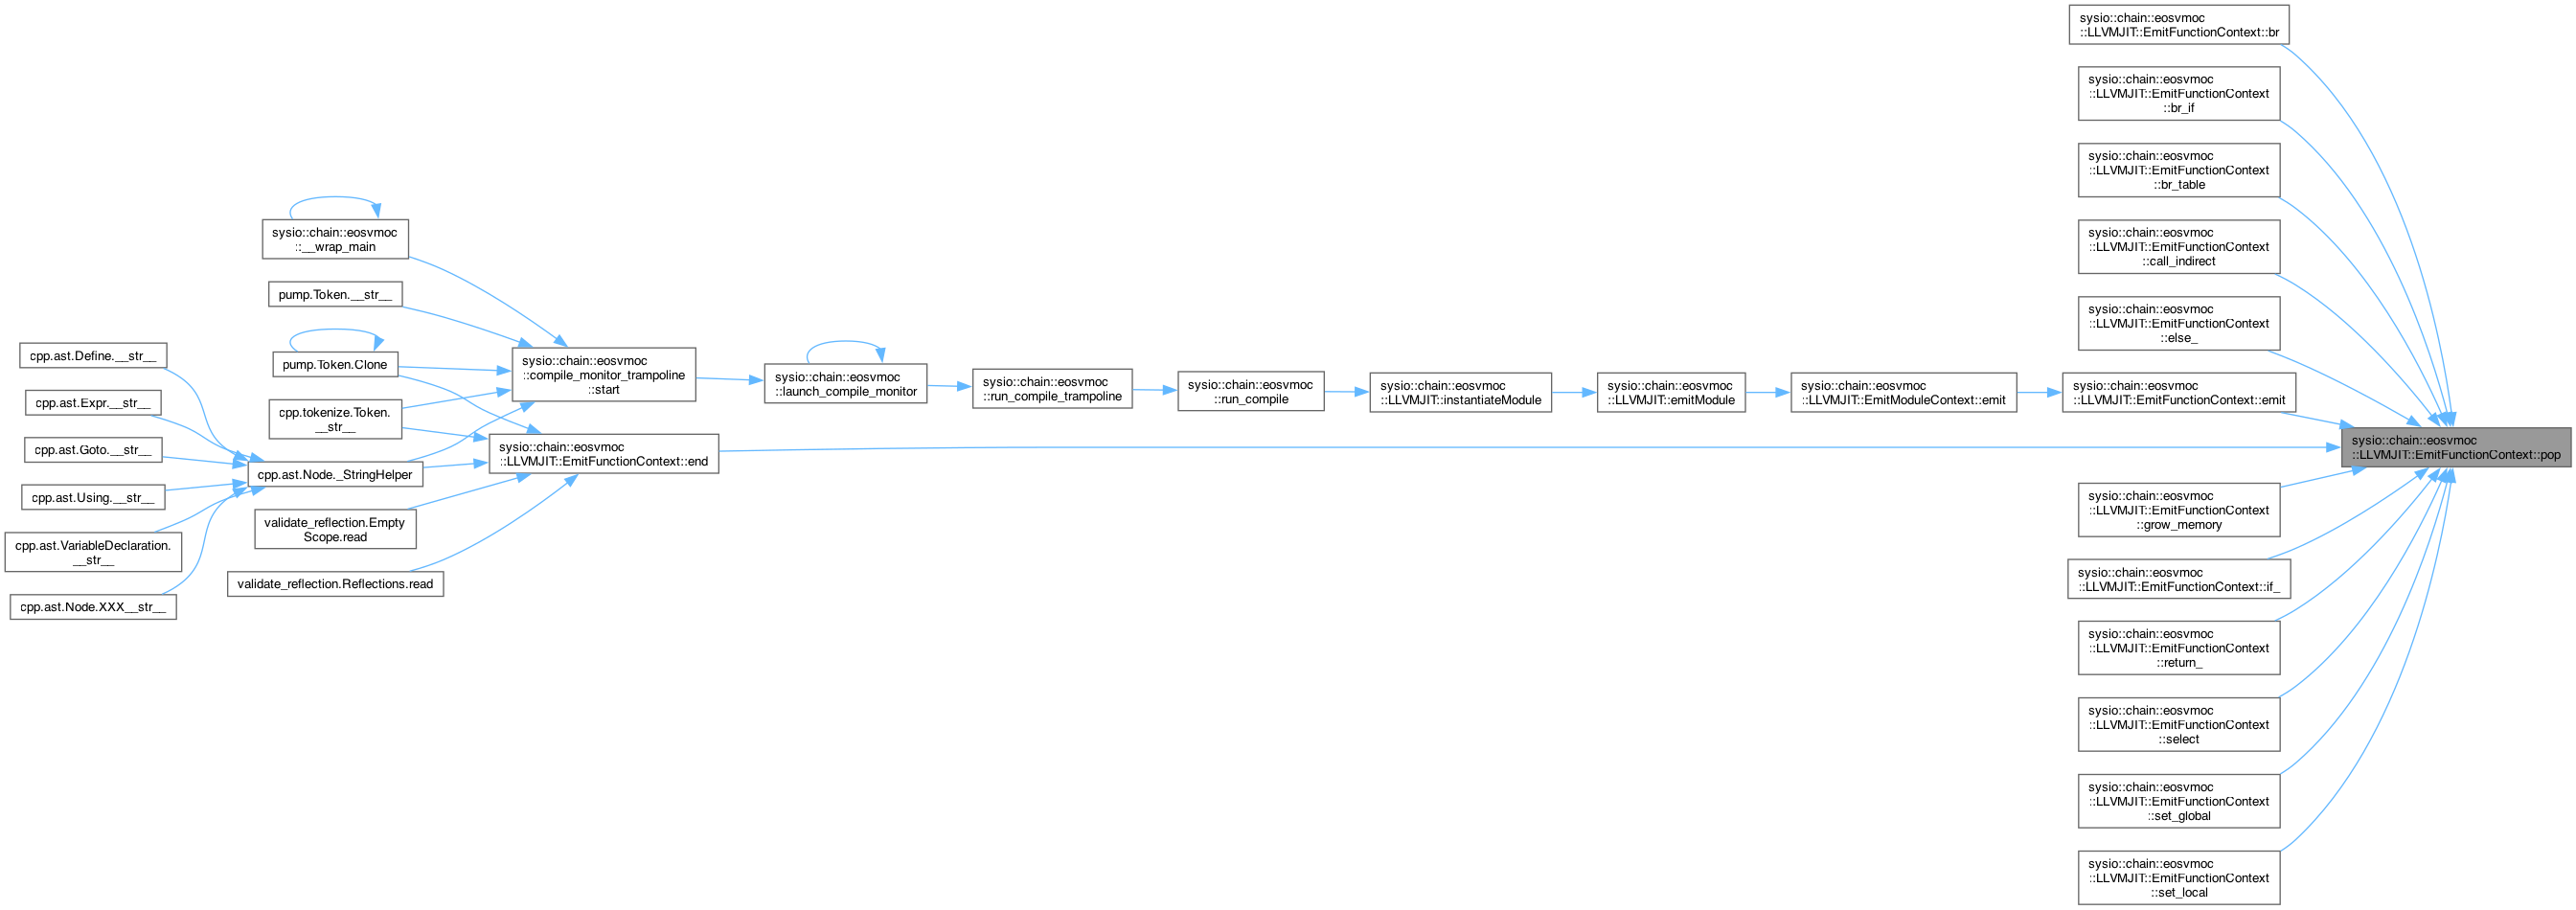 sysio::chain::eosvmoc
::LLVMJIT::EmitFunctionContext::br
sysio::chain::eosvmoc
::LLVMJIT::EmitFunctionContext
::br_if
sysio::chain::eosvmoc
::LLVMJIT::EmitFunctionContext
::br_table
sysio::chain::eosvmoc
::__wrap_main
sysio::chain::eosvmoc
::LLVMJIT::EmitFunctionContext
::call_indirect
pump.Token.__str__
sysio::chain::eosvmoc
::LLVMJIT::EmitFunctionContext
::else_
cpp.ast.Define.__str__
pump.Token.Clone
sysio::chain::eosvmoc
::compile_monitor_trampoline
::start
sysio::chain::eosvmoc
::launch_compile_monitor
sysio::chain::eosvmoc
::run_compile_trampoline
sysio::chain::eosvmoc
::run_compile
sysio::chain::eosvmoc
::LLVMJIT::instantiateModule
sysio::chain::eosvmoc
::LLVMJIT::emitModule
sysio::chain::eosvmoc
::LLVMJIT::EmitModuleContext::emit
sysio::chain::eosvmoc
::LLVMJIT::EmitFunctionContext::emit
cpp.ast.Expr.__str__
cpp.tokenize.Token.
__str__
cpp.ast.Goto.__str__
sysio::chain::eosvmoc
::LLVMJIT::EmitFunctionContext::end
sysio::chain::eosvmoc
::LLVMJIT::EmitFunctionContext::pop
cpp.ast.Node._StringHelper
cpp.ast.Using.__str__
sysio::chain::eosvmoc
::LLVMJIT::EmitFunctionContext
::grow_memory
validate_reflection.Empty
Scope.read
cpp.ast.VariableDeclaration.
__str__
validate_reflection.Reflections.read
sysio::chain::eosvmoc
::LLVMJIT::EmitFunctionContext::if_
cpp.ast.Node.XXX__str__
sysio::chain::eosvmoc
::LLVMJIT::EmitFunctionContext
::return_
sysio::chain::eosvmoc
::LLVMJIT::EmitFunctionContext
::select
sysio::chain::eosvmoc
::LLVMJIT::EmitFunctionContext
::set_global
sysio::chain::eosvmoc
::LLVMJIT::EmitFunctionContext
::set_local